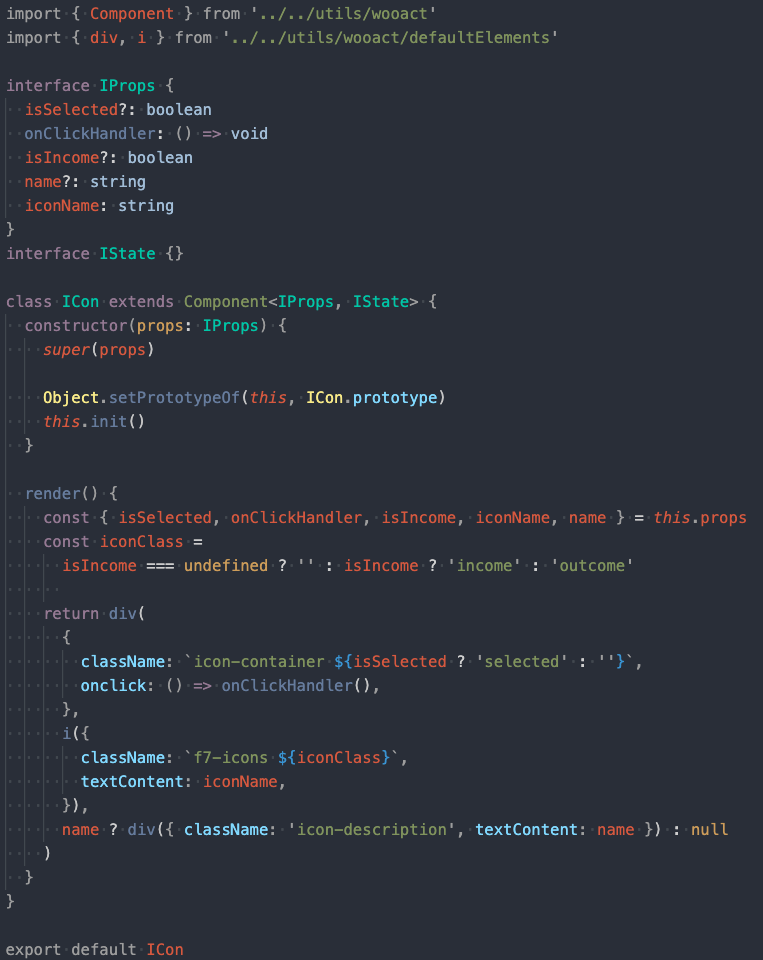 import { Component } from '../../utils/wooact'
import { div, i } from '../../utils/wooact/defaultElements'

interface IProps {
  isSelected?: boolean
  onClickHandler: () => void
  isIncome?: boolean
  name?: string
  iconName: string
}
interface IState {}

class ICon extends Component<IProps, IState> {
  constructor(props: IProps) {
    super(props)

    Object.setPrototypeOf(this, ICon.prototype)
    this.init()
  }

  render() {
    const { isSelected, onClickHandler, isIncome, iconName, name } = this.props
    const iconClass =
      isIncome === undefined ? '' : isIncome ? 'income' : 'outcome'

    return div(
      {
        className: `icon-container ${isSelected ? 'selected' : ''}`,
        onclick: () => onClickHandler(),
      },
      i({
        className: `f7-icons ${iconClass}`,
        textContent: iconName,
      }),
      name ? div({ className: 'icon-description', textContent: name }) : null
    )
  }
}

export default ICon